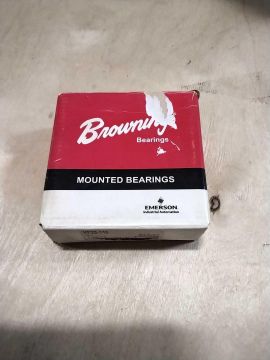 Browning
Bearings
MOUNTED BEARINGS
EMERSON
Industrial Automation